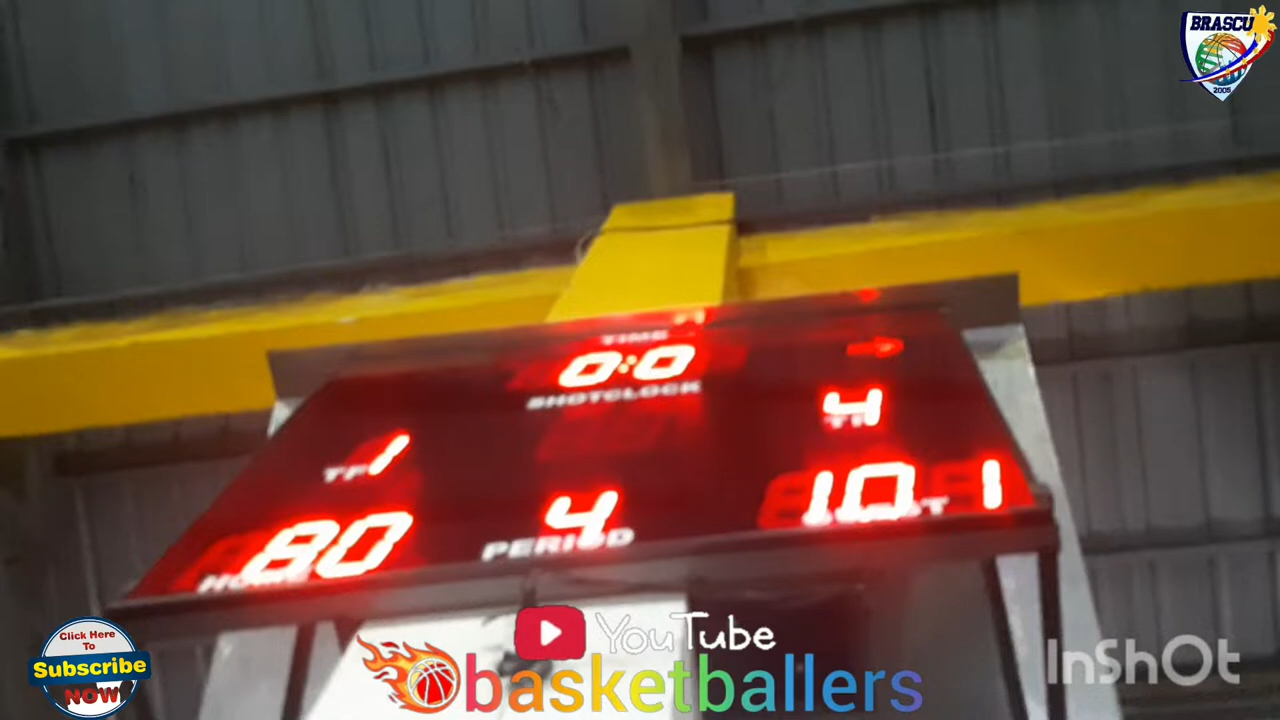 BRASCU
2005
TIME
0:0
SHOTCLOCK
4
TF 1
101
80
4
PERIOD
HOME
YouTube
basketballers
Click Here
To
Subscribe
NOW
InShOt